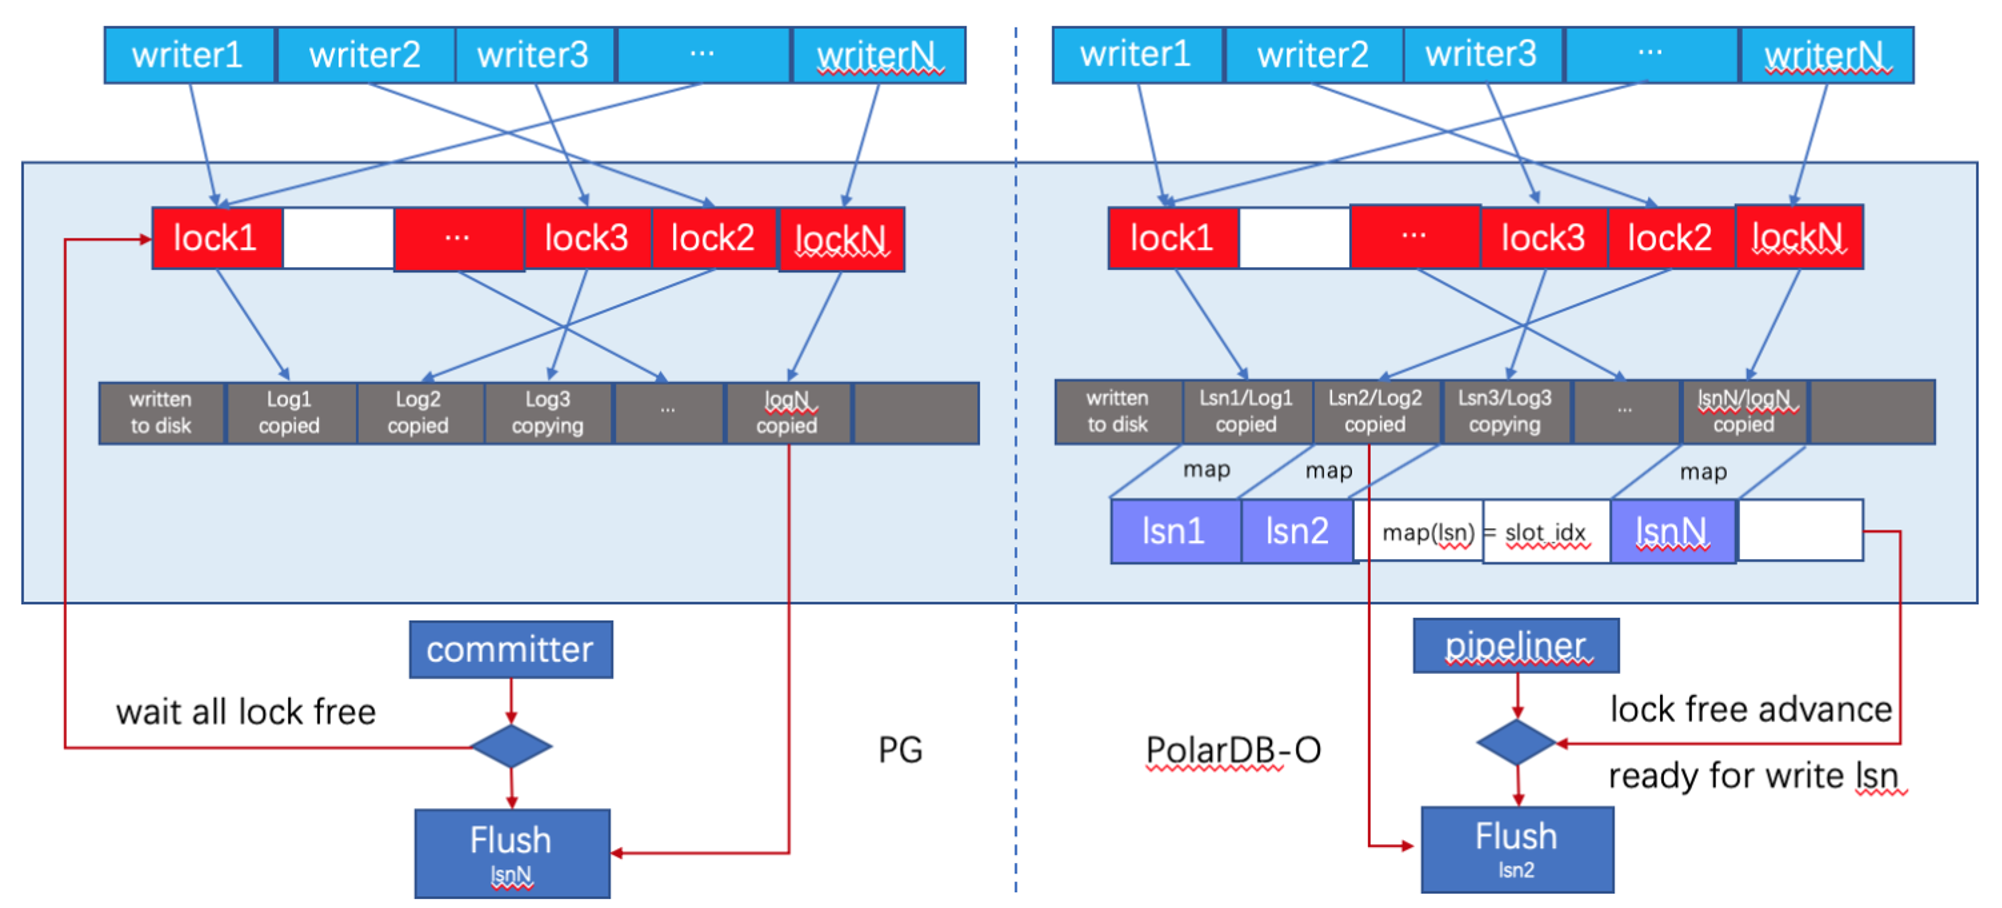 writer1
writer2
writer3
...
writerN
lock1
...
lock3
lock2
lockN
written
to disk
Log1
copied
Log2
copied
Log3
copying
...
logN
copied
committer
wait all lock free
PG
Flush
lsnN
writer1
writer2
writer3
...
writerN
lock1
...
lock3
lock2
lockN
written
to disk
Lsn1/Log1
copied
Lsn2/Log2
copied
Lsn3/Log3
copying
...
lsnN/logN
copied
map
map
map
lsn1
lsn2
map(lsn) = slot_idx
lsnN
pipeliner
lock free advance
PolarDB-O
ready for write lsn
Flush
lsn2